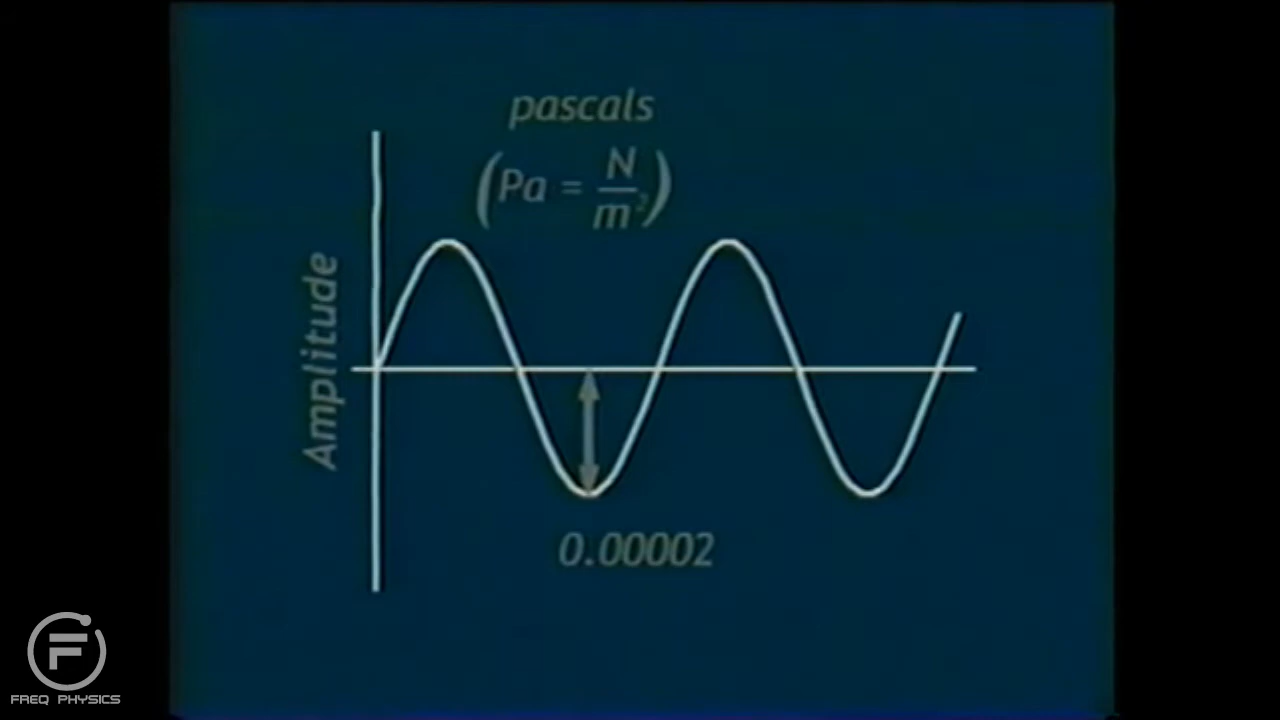 pascals
(Pa = N/m²)
Amplitude
0.00002
F
FREQ PHYSICS